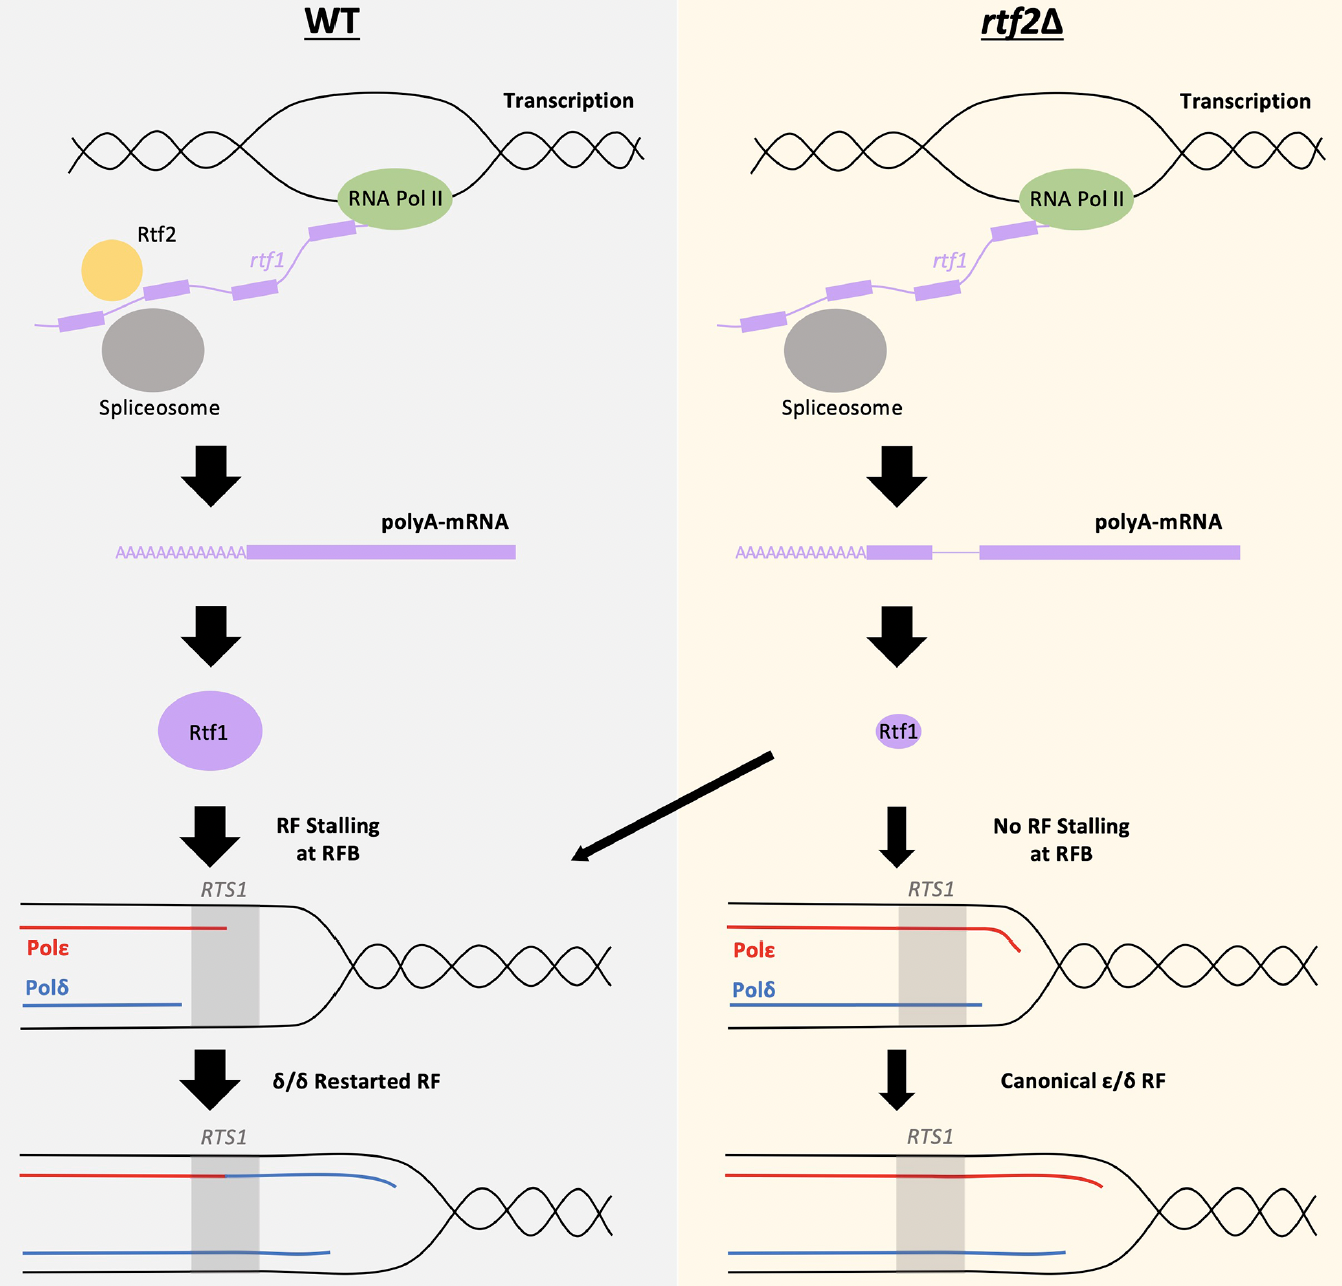 WT
Transcription
RNA Pol II
Rtf2
rtf1
Spliceosome
polyA-mRNA
AAAAAAAAAAAAA
Rtf1
RF Stalling
at RFB
RTS1
Polε
Polδ
δ/δ Restarted RF
RTS1
rtf2Δ
Transcription
RNA Pol II
rtf1
Spliceosome
polyA-mRNA
AAAAAAAAAAAAA
Rtf1
No RF Stalling
at RFB
RTS1
Polε
Polδ
Canonical ε/δ RF
RTS1